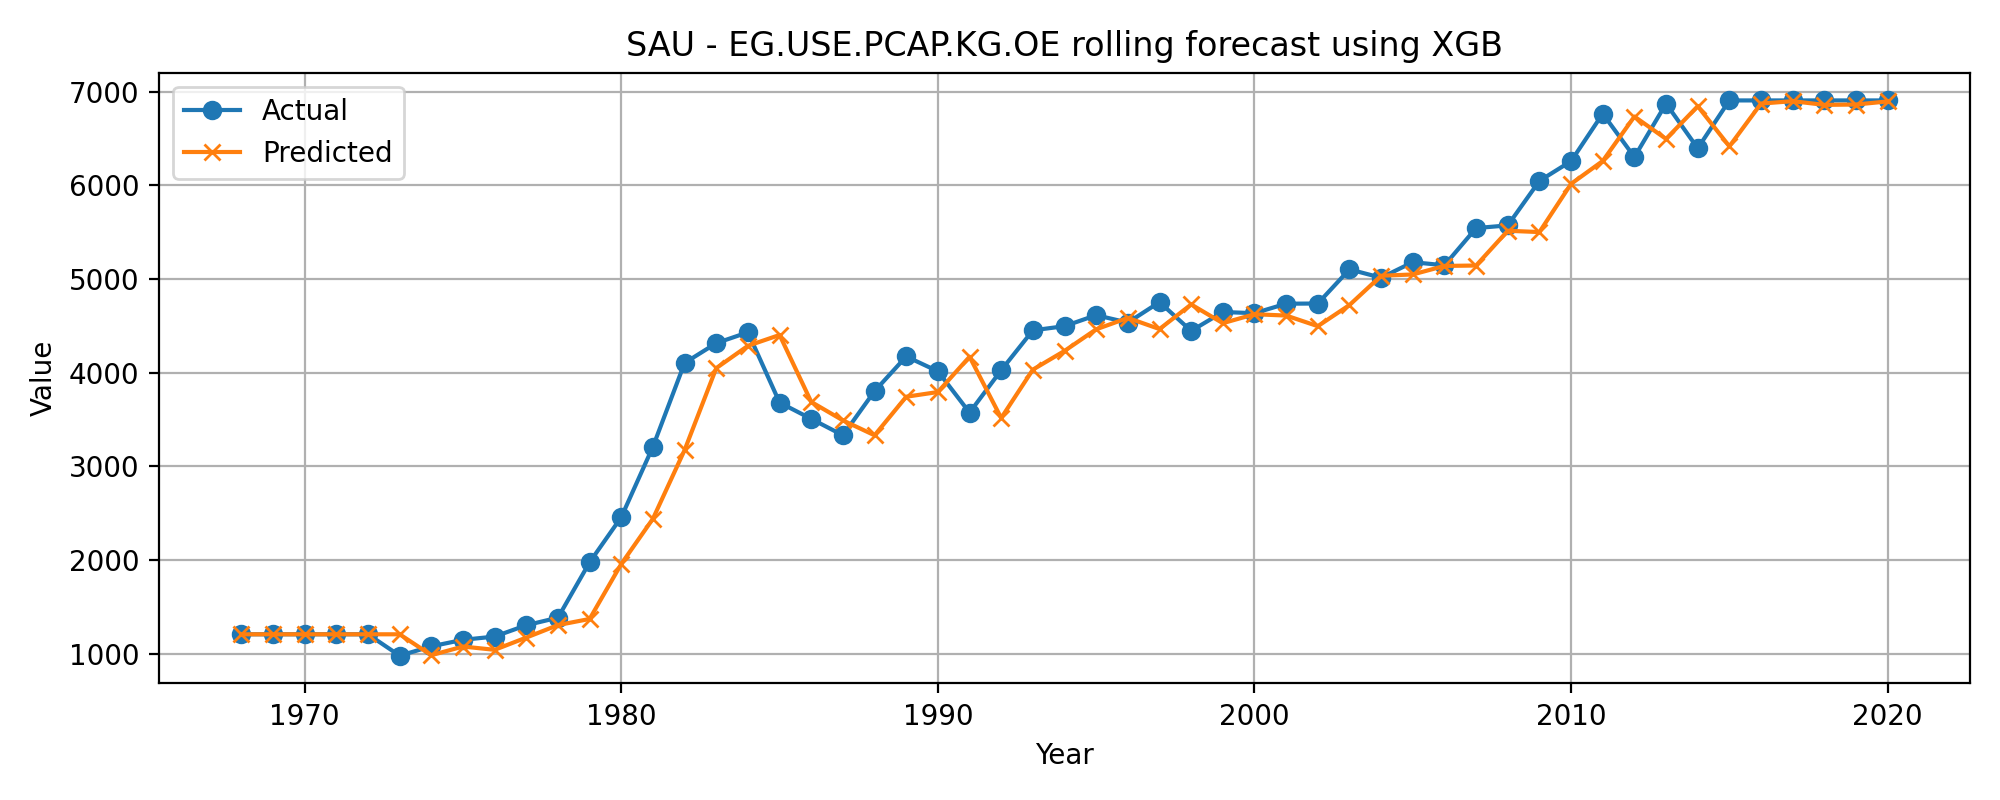 SAU - EG.USE.PCAP.KG.OE rolling forecast using XGB
Actual
Predicted
Value
7000
6000
5000
4000
3000
2000
1000
1970 1980 1990 2000 2010 2020
Year